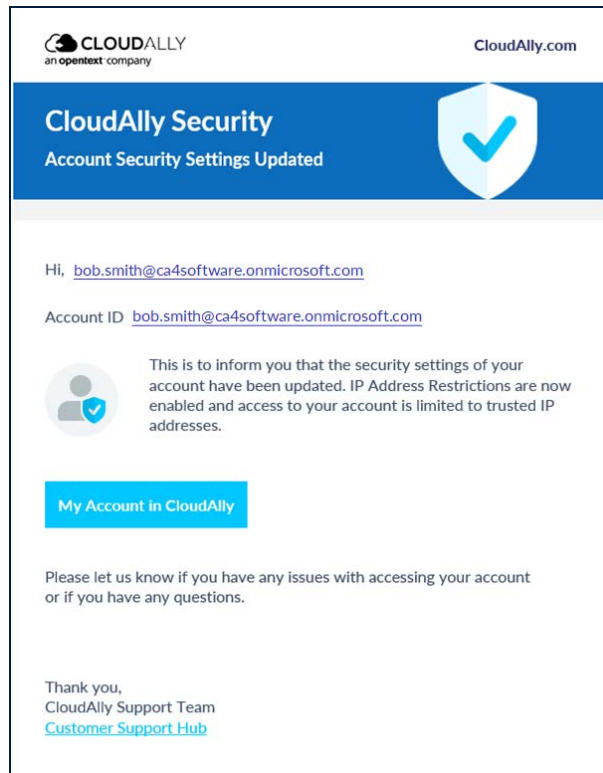 CLOUDALLY
an opentext company
CloudAlly.com
CloudAlly Security
Account Security Settings Updated
Hi, bob.smith@ca4software.onmicrosoft.com
Account ID bob.smith@ca4software.onmicrosoft.com
This is to inform you that the security settings of your
account have been updated. IP Address Restrictions are now
enabled and access to your account is limited to trusted IP
addresses.
My Account in CloudAlly
Please let us know if you have any issues with accessing your account
or if you have any questions.
Thank you,
CloudAlly Support Team
Customer Support Hub